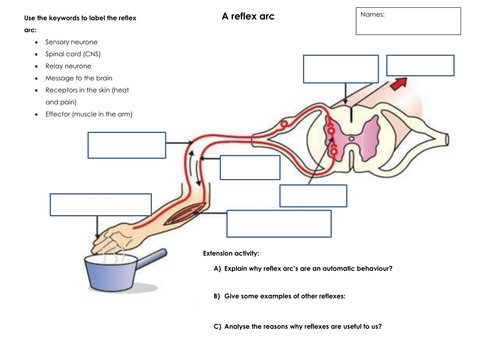 Use the keywords to label the reflex
arc:
• Sensory neurone
• Spinal cord (CNS)
• Relay neurone
• Message to the brain
• Receptors in the skin (heat
and pain)
• Effector (muscle in the arm)
A reflex arc
Names:
Extension activity:
A) Explain why reflex arc's are an automatic behaviour?
B) Give some examples of other reflexes:
C) Analyse the reasons why reflexes are useful to us?